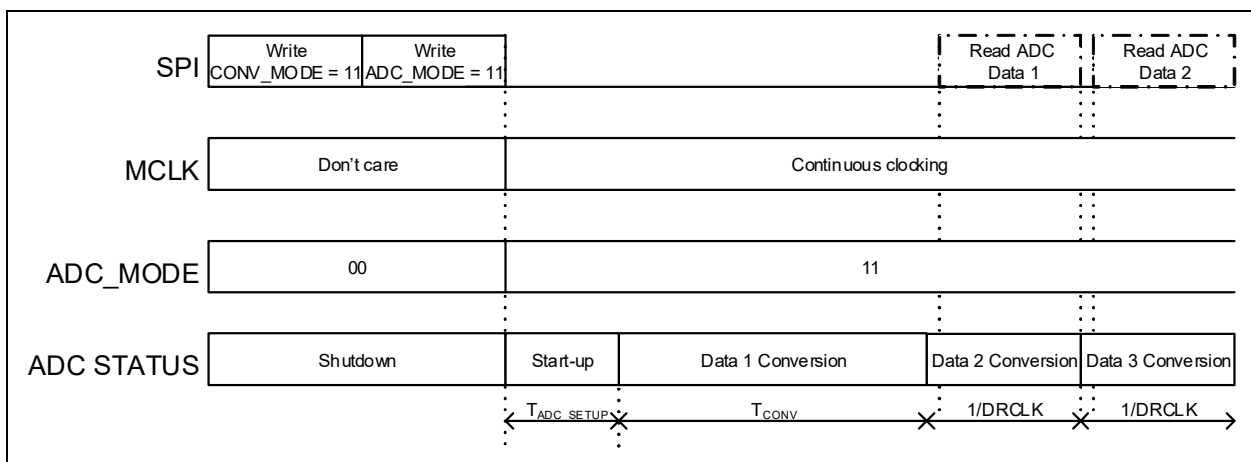 SPI
Write
CONV_MODE = 11
Write
ADC_MODE = 11
Read ADC
Data 1
Read ADC
Data 2
MCLK
Don't care
Continuous clocking
ADC_MODE
00
11
ADC STATUS
Shutdown
Start-up
Data 1 Conversion
Data 2 Conversion
Data 3 Conversion
TADC_SETUP
TCONV
1/DRCLK
1/DRCLK